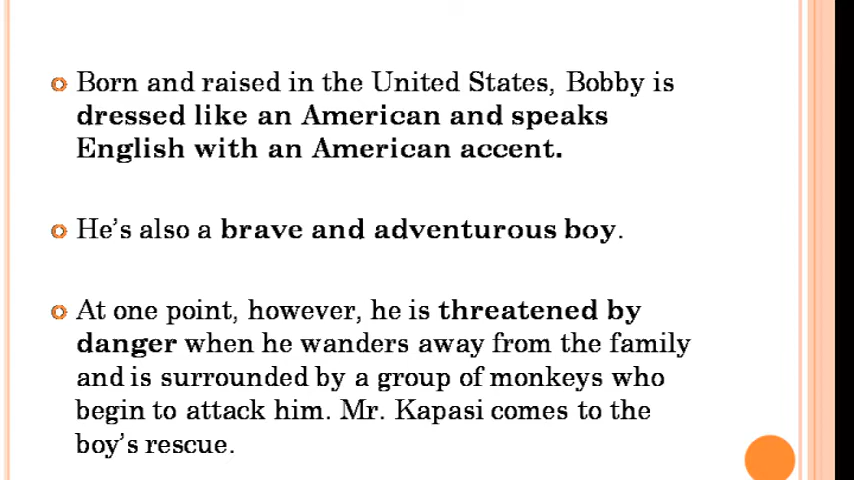 Born and raised in the United States, Bobby is
dressed like an American and speaks
English with an American accent.
He's also a brave and adventurous boy.
At one point, however, he is threatened by
danger when he wanders away from the family
and is surrounded by a group of monkeys who
begin to attack him. Mr. Kapasi comes to the
boy's rescue.